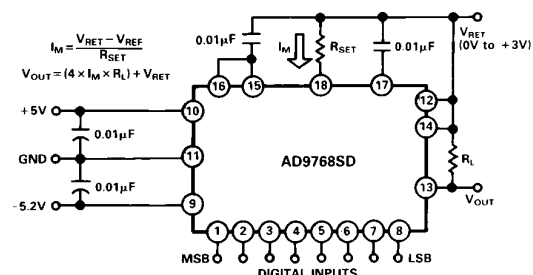 I_M = (V_RET − V_REF) / R_SET
V_OUT = (4 × I_M × R_L) + V_RET
0.01µF
I_M
R_SET
0.01µF
V_RET
(0V to +3V)
16
15
18
17
+5V
10
12
0.01µF
14
GND
11
AD9768SD
R_L
0.01µF
13
-5.2V
9
V_OUT
1
2
3
4
5
6
7
8
MSB
LSB
DIGITAL INPUTS